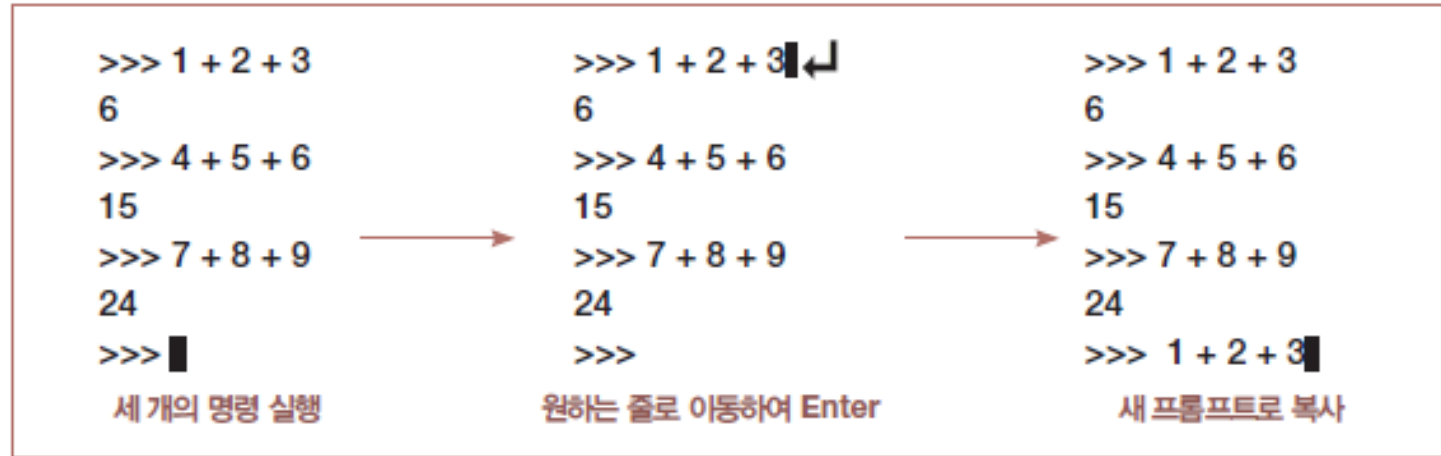 >>> 1 + 2 + 3
6
>>> 4 + 5 + 6
15
>>> 7 + 8 + 9
24
>>>
세 개의 명령 실행
>>> 1 + 2 + 3
6
>>> 4 + 5 + 6
15
>>> 7 + 8 + 9
24
>>>
원하는 줄로 이동하여 Enter
>>> 1 + 2 + 3
6
>>> 4 + 5 + 6
15
>>> 7 + 8 + 9
24
>>> 1 + 2 + 3
새 프롬프트로 복사